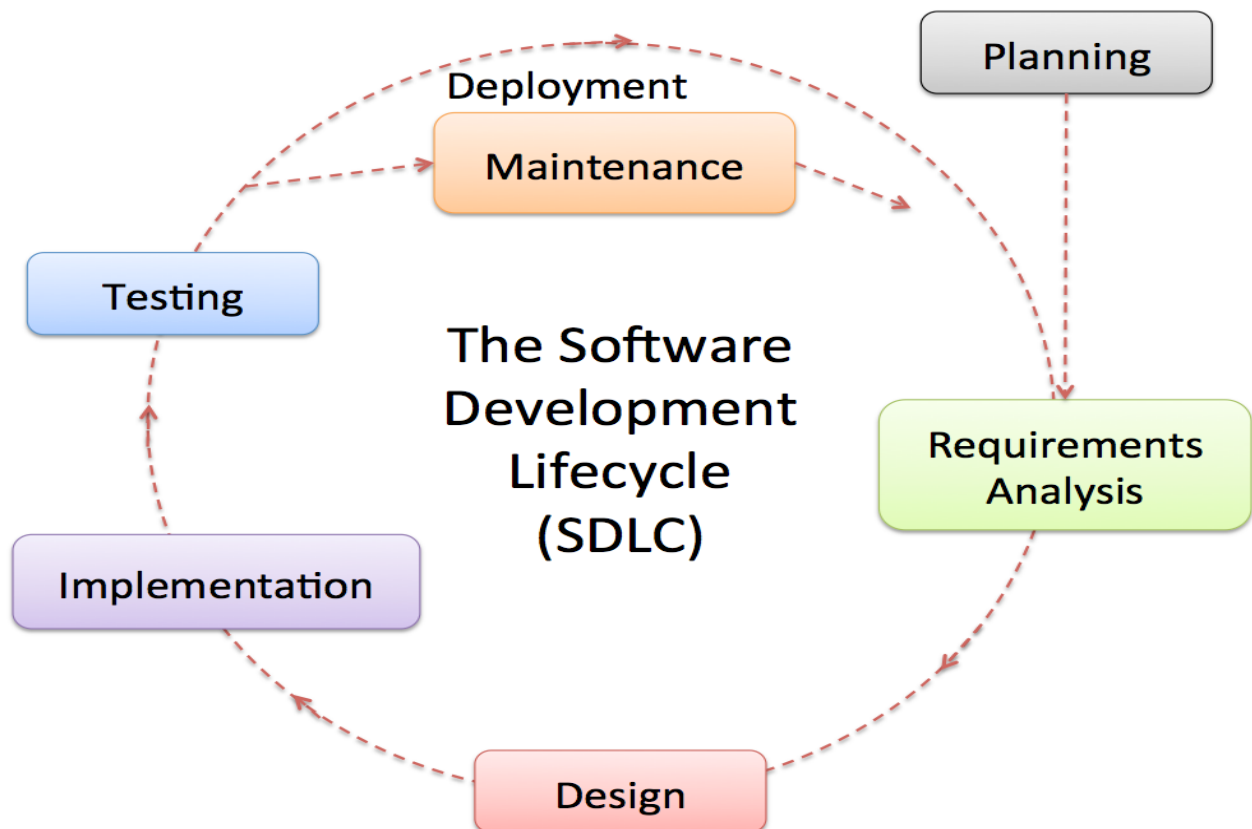 Planning
Deployment
Maintenance
Testing
The Software
Development
Lifecycle
(SDLC)
Requirements
Analysis
Implementation
Design